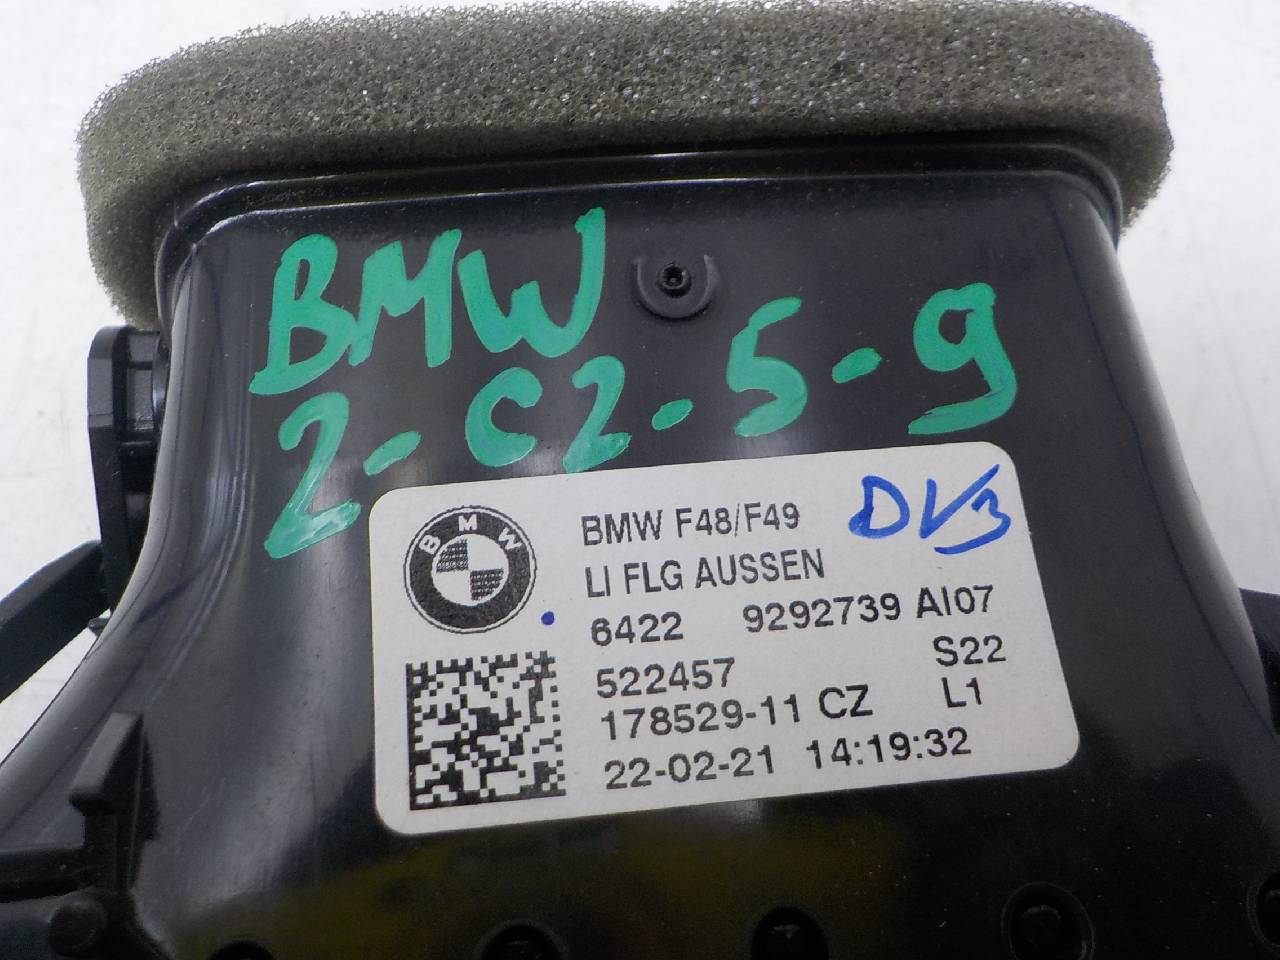 BMW
2-C2-5-9
BMW F48/F49
DV3
LI FLG AUSSEN
6422 9292739 AI07
522457 S22
178529-11 CZ L1
22-02-21 14:19:32
BMW